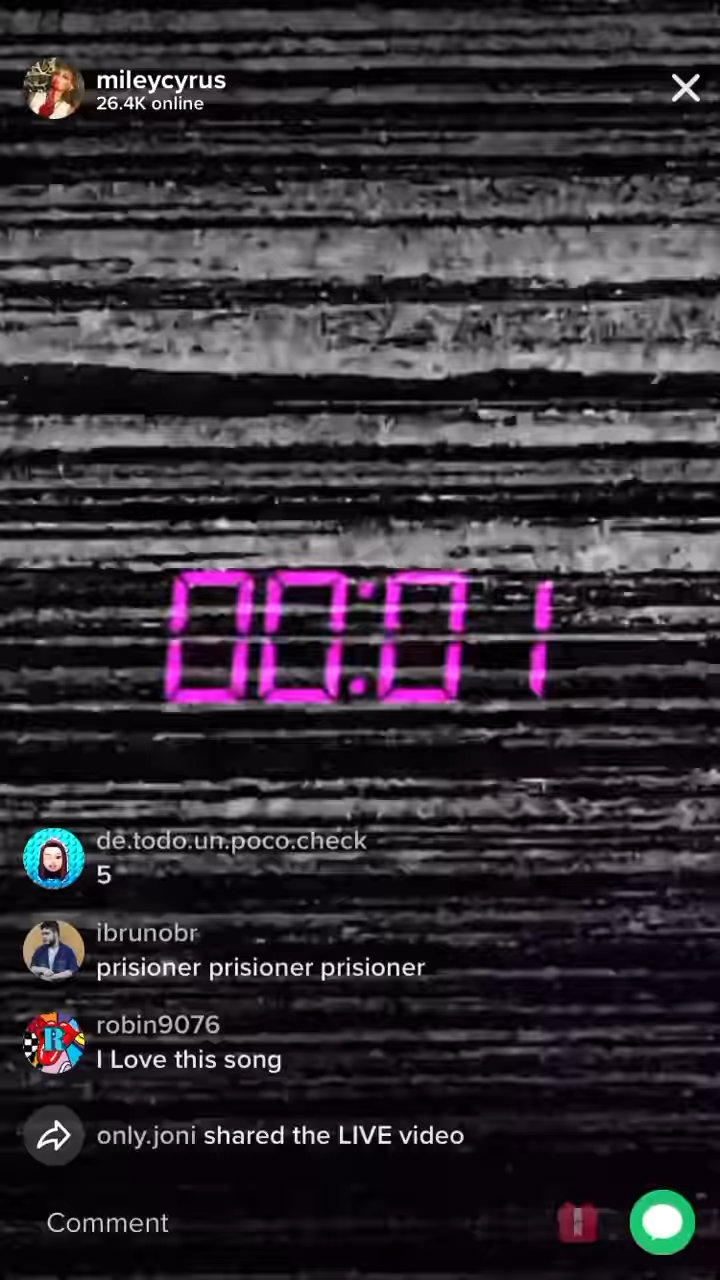 mileycyrus
26.4K online
00:01
de.todo.un.poco.check
5
ibrunobr
prisioner prisioner prisioner
R
robin9076
I Love this song
only.joni shared the LIVE video
Comment